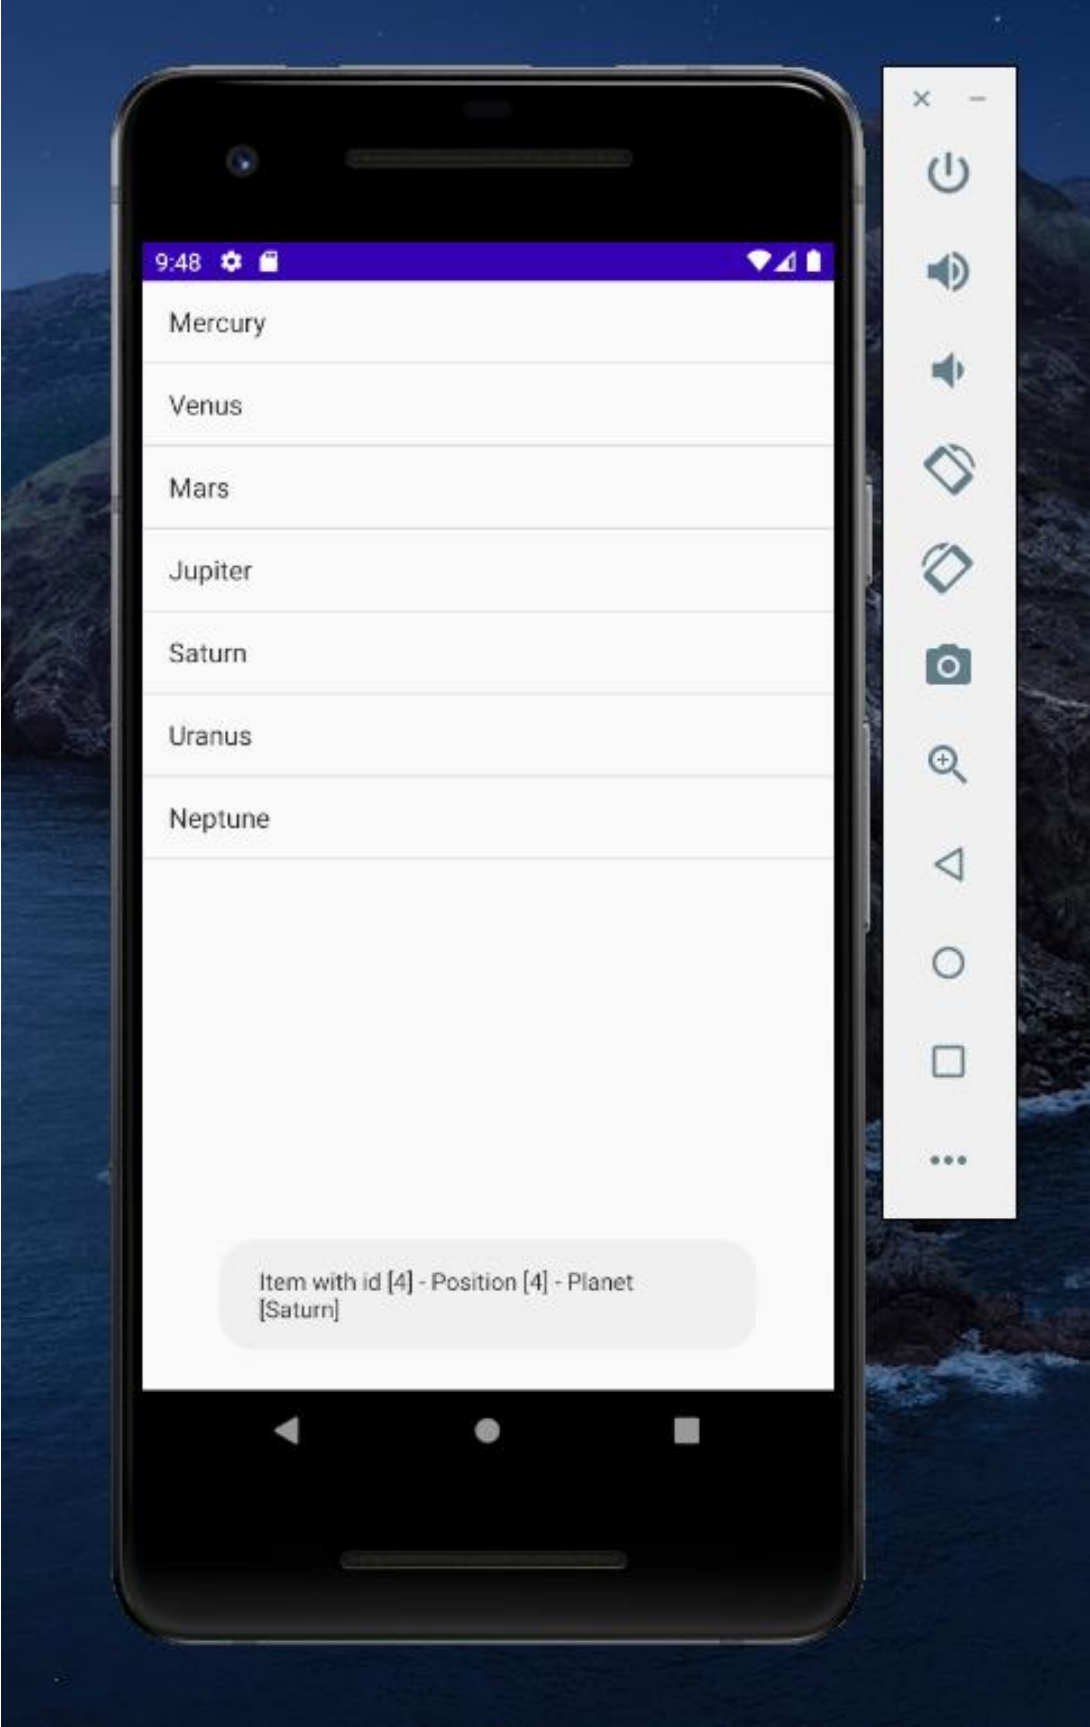 9:48
Mercury
Venus
Mars
Jupiter
Saturn
Uranus
Neptune
Item with id [4] - Position [4] - Planet
[Saturn]